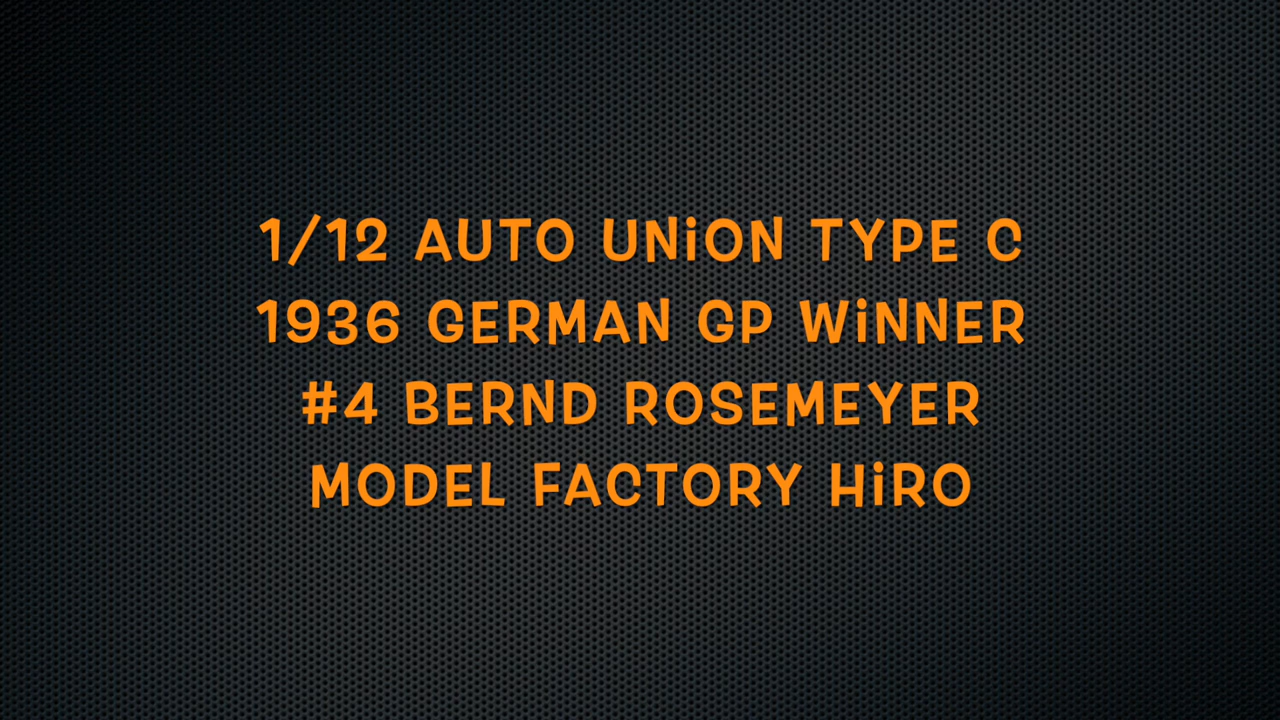 1/12 AUTO UNiON TYPE C
1936 GERMAN GP WiNNER
#4 BERND ROSEMEYER
MODEL FACTORY HiRO